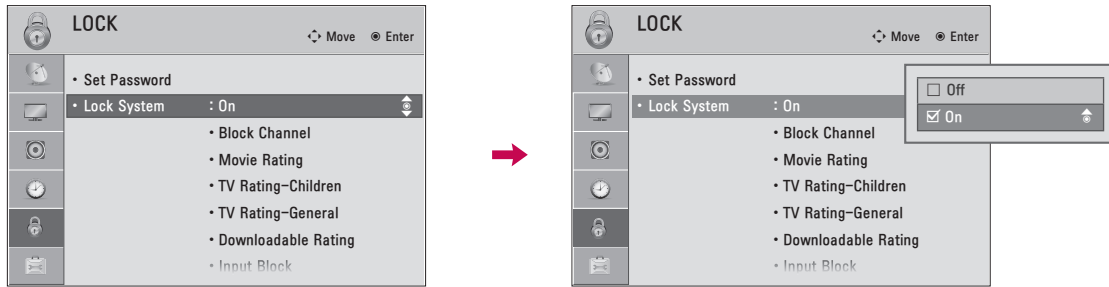 LOCK
Move Enter
• Set Password
• Lock System : On
• Block Channel
• Movie Rating
• TV Rating-Children
• TV Rating-General
• Downloadable Rating
• Input Block
LOCK
Move Enter
• Set Password
• Lock System : On
• Block Channel
• Movie Rating
• TV Rating-Children
• TV Rating-General
• Downloadable Rating
• Input Block
☐ Off
☑ On